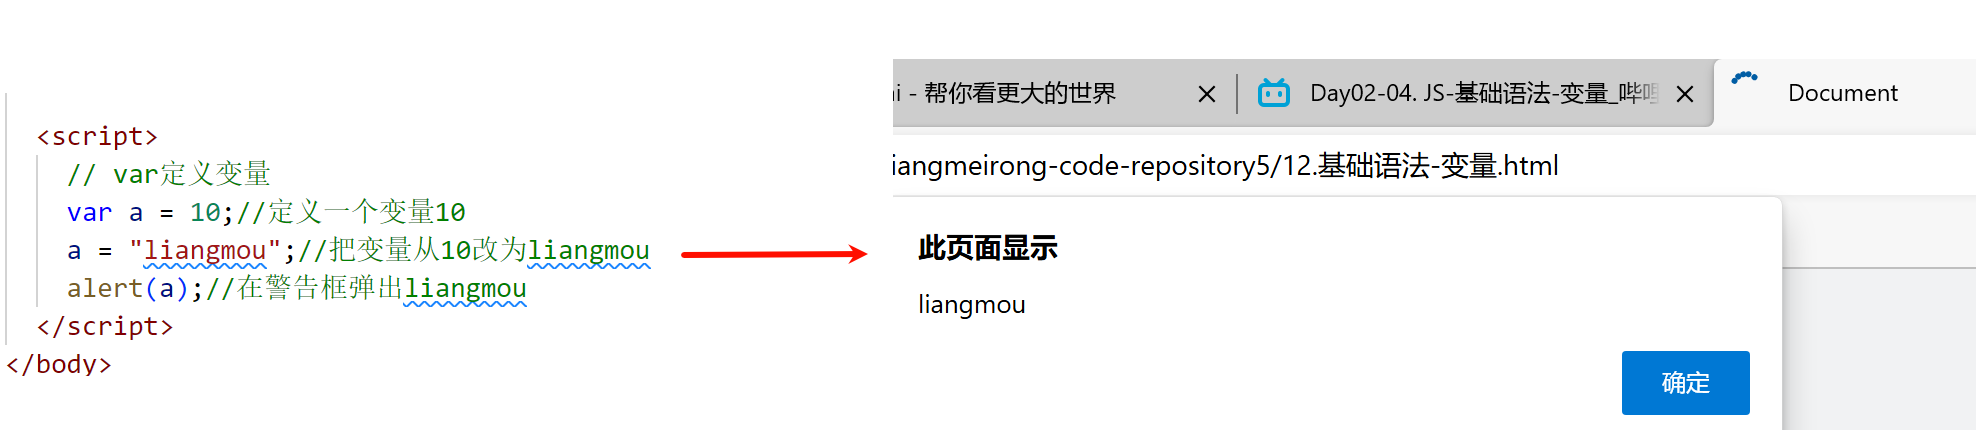 <script>
// var定义变量
var a = 10;//定义一个变量10
a = "liangmou";//把变量从10改为liangmou
alert(a);//在警告框弹出liangmou
</script>
</body>
ai - 帮你看更大的世界
Day02-04. JS-基础语法-变量_哔哩
Document
iangmeirong-code-repository5/12.基础语法-变量.html
此页面显示
liangmou
确定